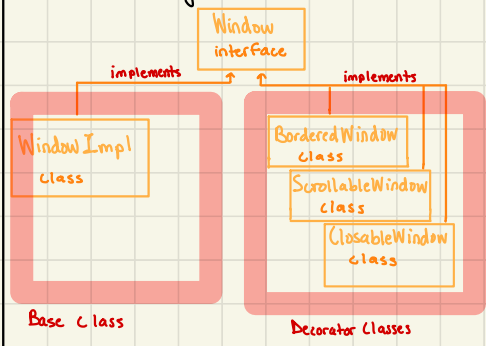 Window
interface
implements
implements
WindowImpl
class
BorderedWindow
class
ScrollableWindow
class
ClosableWindow
class
Base Class
Decorator Classes